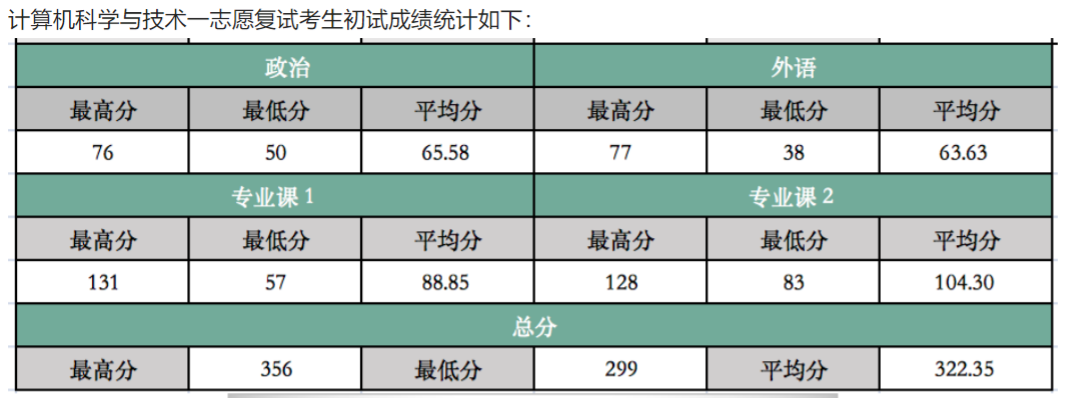 计算机科学与技术一志愿复试考生初试成绩统计如下：
政治 外语
最高分 最低分 平均分 最高分 最低分 平均分
76 50 65.58 77 38 63.63
专业课 1 专业课 2
最高分 最低分 平均分 最高分 最低分 平均分
131 57 88.85 128 83 104.30
总分
最高分 356 最低分 299 平均分 322.35